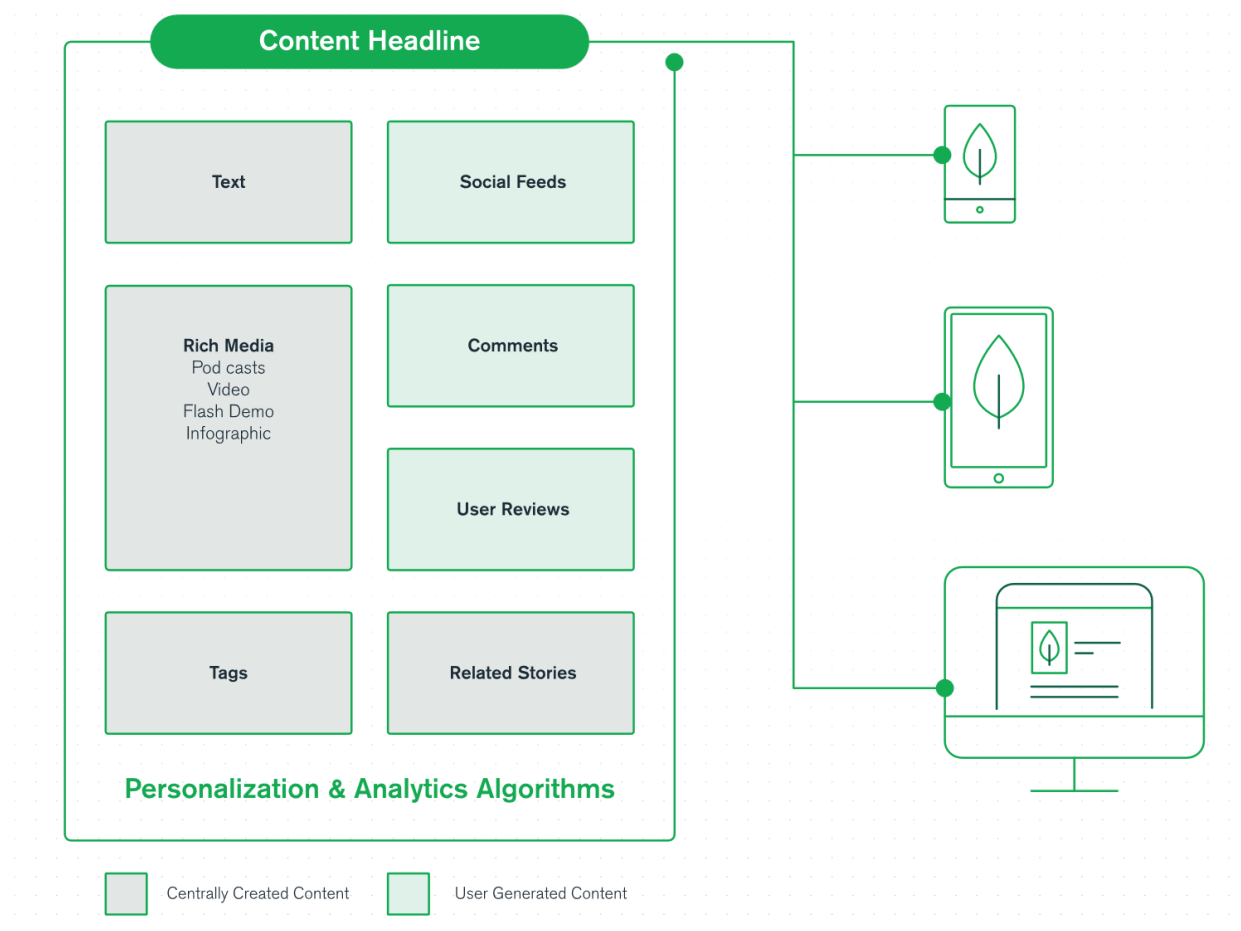 Content Headline
Text
Social Feeds
Rich Media
Pod casts
Video
Flash Demo
Infographic
Comments
User Reviews
Tags
Related Stories
Personalization & Analytics Algorithms
Centrally Created Content
User Generated Content